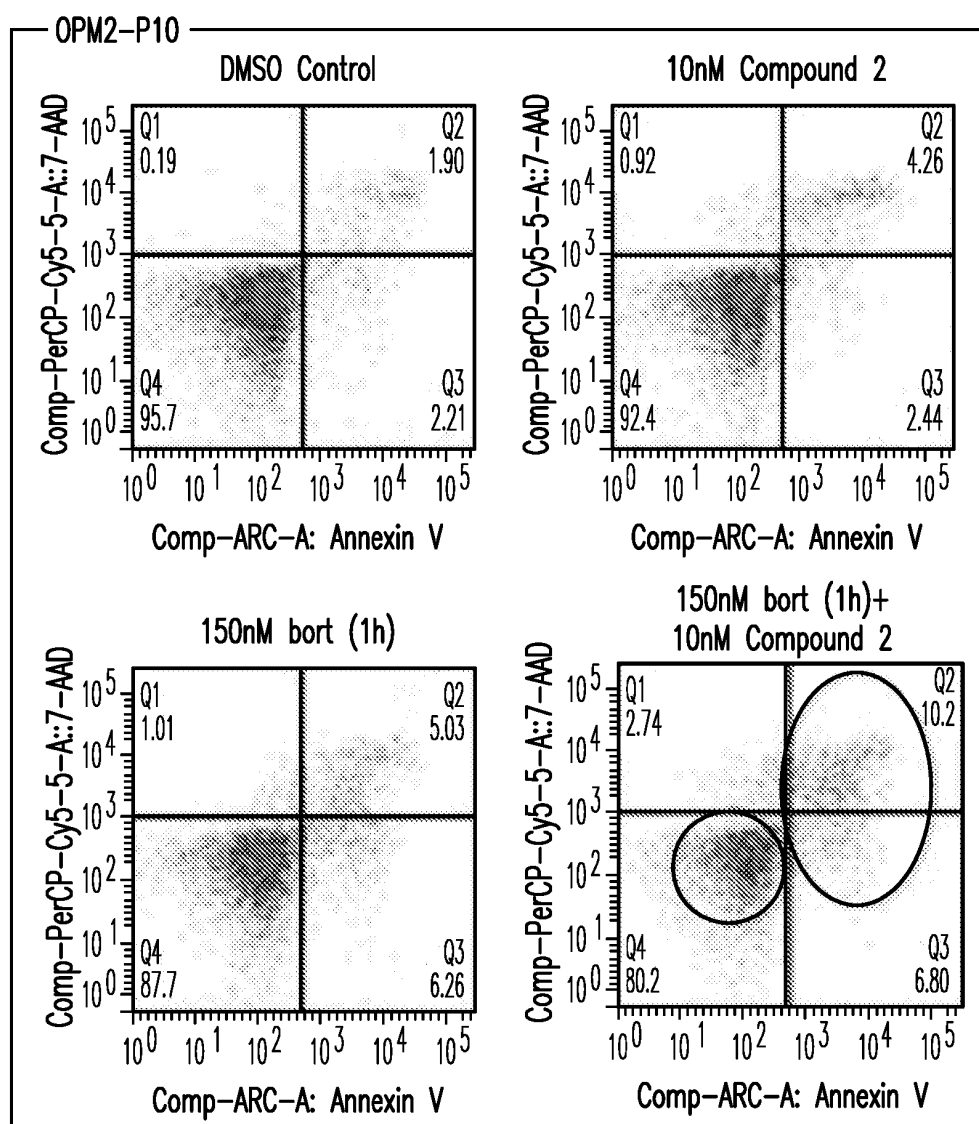 OPM2-P10
DMSO Control
Comp-PerCP-Cy5-5-A::7-AAD
10^5
10^4
10^3
10^2
10^1
10^0
Q1
0.19
Q2
1.90
Q4
95.7
Q3
2.21
10^0 10^1 10^2 10^3 10^4 10^5
Comp-ARC-A: Annexin V
10nM Compound 2
Comp-PerCP-Cy5-5-A::7-AAD
10^5
10^4
10^3
10^2
10^1
10^0
Q1
0.92
Q2
4.26
Q4
92.4
Q3
2.44
10^0 10^1 10^2 10^3 10^4 10^5
Comp-ARC-A: Annexin V
150nM bort (1h)
Comp-PerCP-Cy5-5-A::7-AAD
10^5
10^4
10^3
10^2
10^1
10^0
Q1
1.01
Q2
5.03
Q4
87.7
Q3
6.26
10^0 10^1 10^2 10^3 10^4 10^5
Comp-ARC-A: Annexin V
150nM bort (1h)+
10nM Compound 2
Comp-PerCP-Cy5-5-A::7-AAD
10^5
10^4
10^3
10^2
10^1
10^0
Q1
2.74
Q2
10.2
Q4
80.2
Q3
6.80
10^0 10^1 10^2 10^3 10^4 10^5
Comp-ARC-A: Annexin V